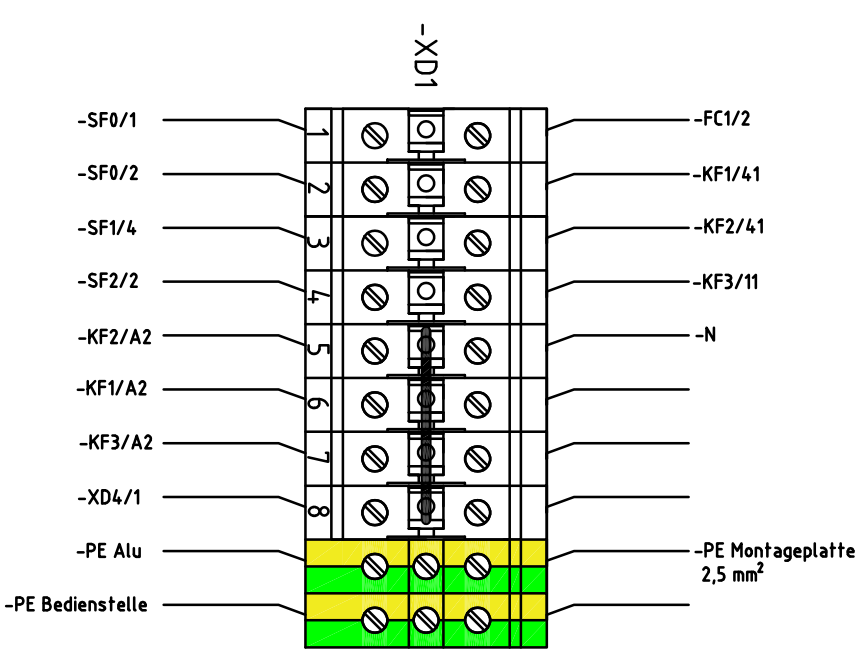 -XD1
-SF0/1
1
-FC1/2
-SF0/2
2
-KF1/41
-SF1/4
3
-KF2/41
-SF2/2
4
-KF3/11
-KF2/A2
5
-N
-KF1/A2
6
-KF3/A2
7
-XD4/1
8
-PE Alu
-PE Montageplatte
2,5 mm²
-PE Bedienstelle